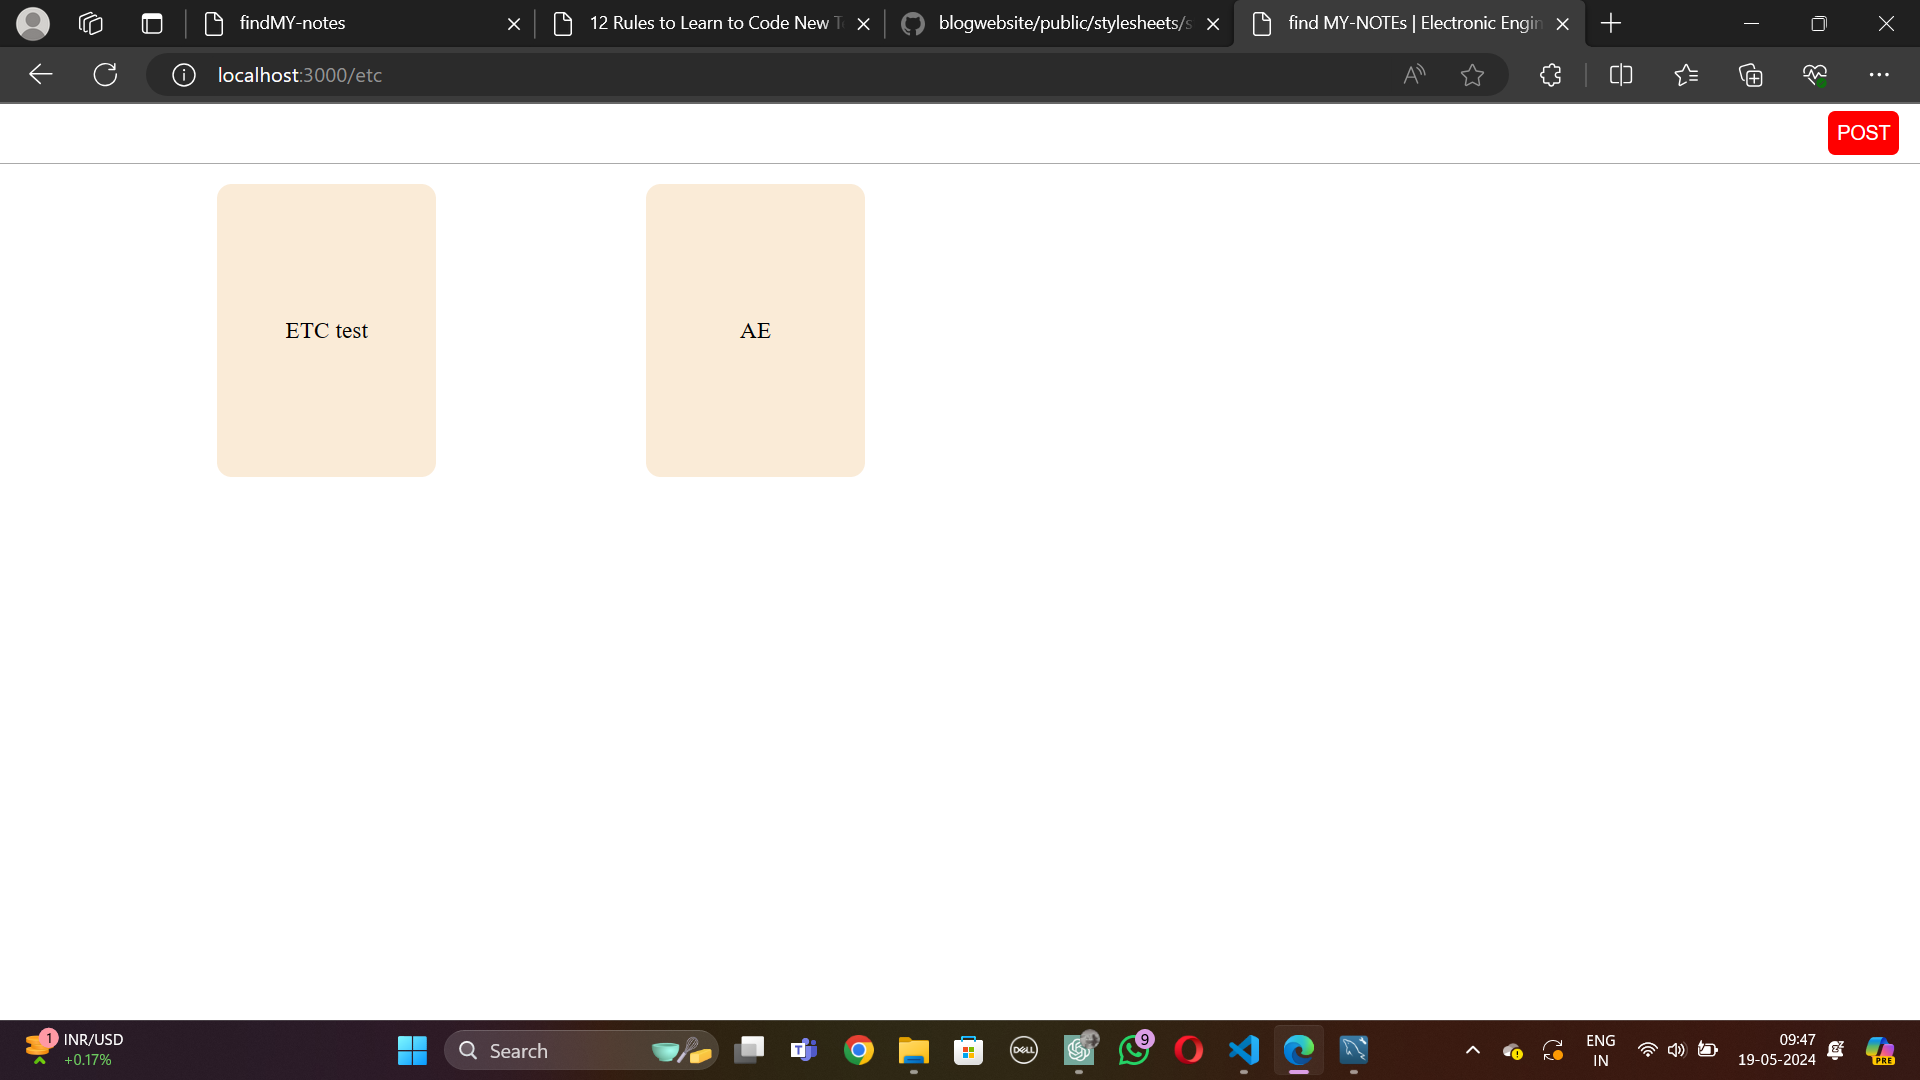 findMY-notes
12 Rules to Learn to Code New
blogwebsite/public/stylesheets/s
find MY-NOTEs | Electronic Engin
localhost:3000/etc
POST
ETC test
AE
1
INR/USD
+0.17%
Search
DELL
9
ENG
IN
09:47
19-05-2024
PRE